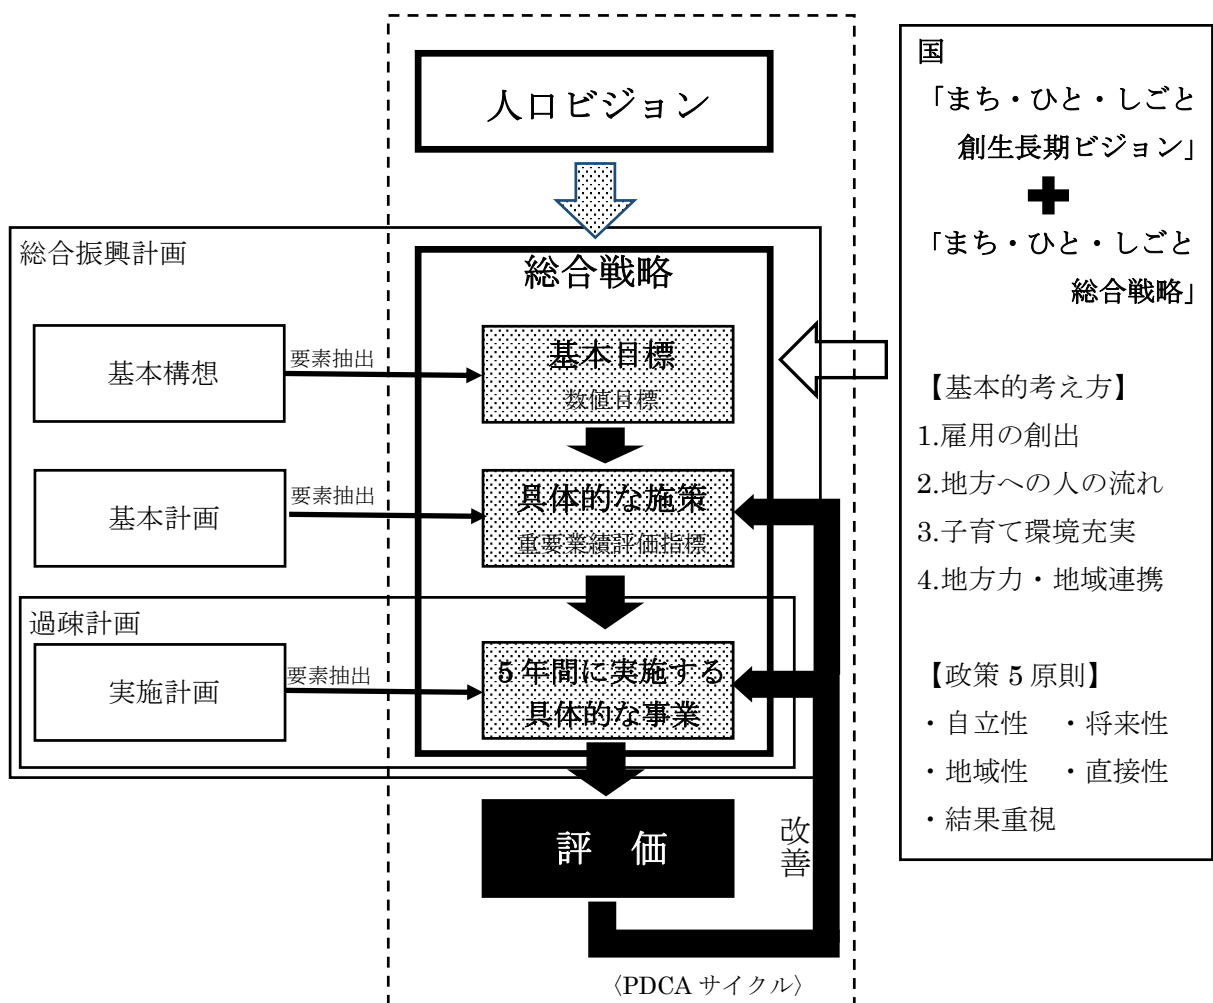 人口ビジョン
総合振興計画
総合戦略
基本構想
要素抽出
基本目標
数値目標
基本計画
要素抽出
具体的な施策
重要業績評価指標
過疎計画
実施計画
要素抽出
5年間に実施する
具体的な事業
評　価
改善
〈PDCA サイクル〉
国
「まち・ひと・しごと
創生長期ビジョン」
「まち・ひと・しごと
総合戦略」
【基本的考え方】
1.雇用の創出
2.地方への人の流れ
3.子育て環境充実
4.地方力・地域連携
【政策 5 原則】
・自立性　・将来性
・地域性　・直接性
・結果重視